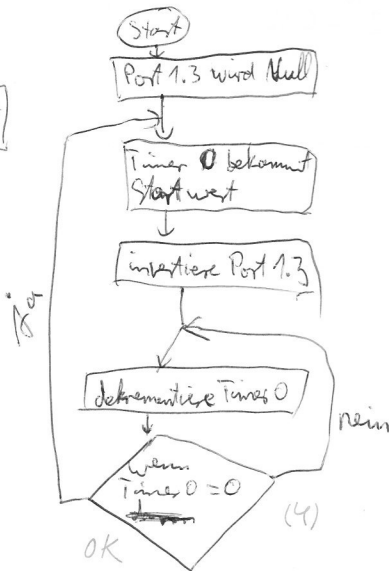 Start
Port 1.3 wird Null
Timer 0 bekommt
Startwert
invertiere Port 1.3
dekrementiere Timer 0
nein
wenn
Timer 0 = 0
ja
OK
(4)